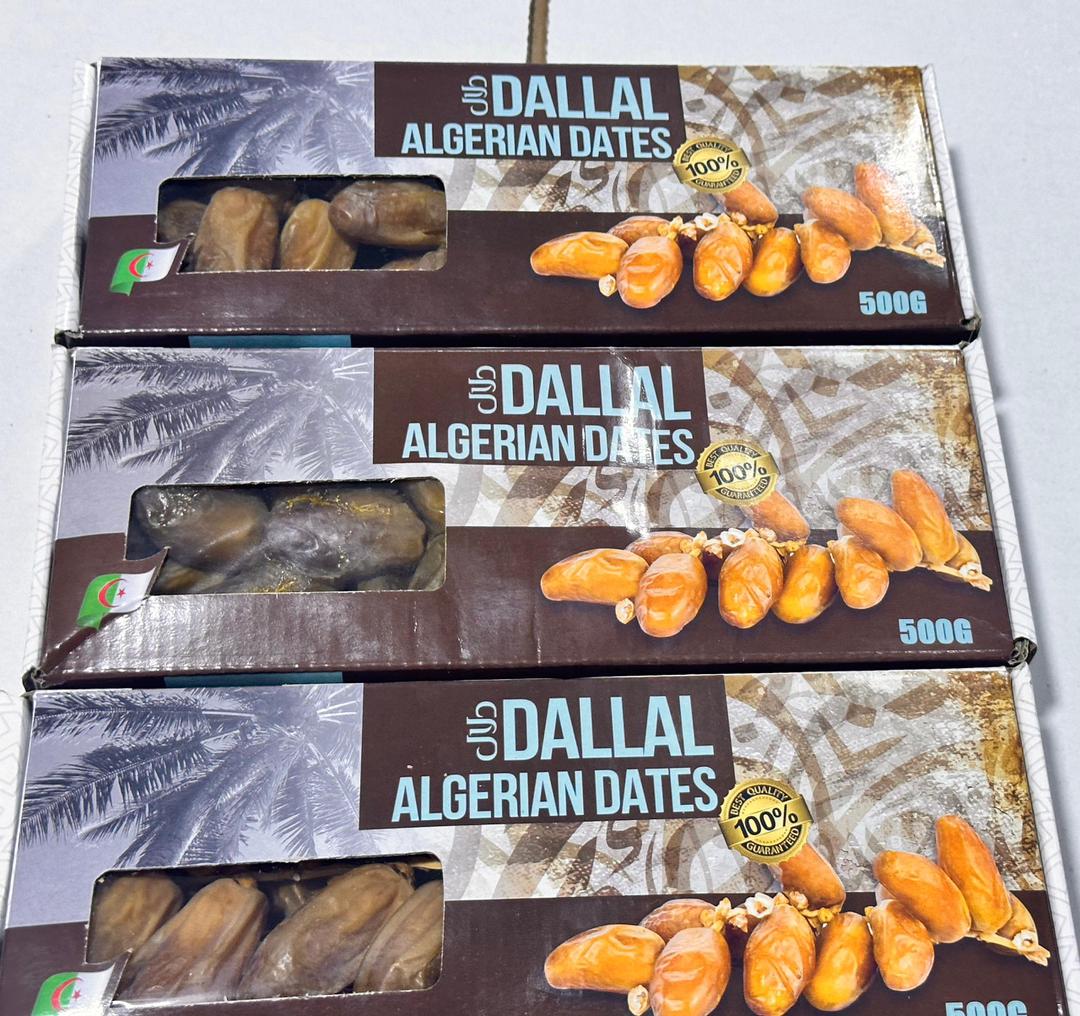 دلال DALLAL
ALGERIAN DATES
BEST QUALITY
100%
GUARANTEED
500G
دلال DALLAL
ALGERIAN DATES
BEST QUALITY
100%
GUARANTEED
500G
دلال DALLAL
ALGERIAN DATES
BEST QUALITY
100%
GUARANTEED
500G